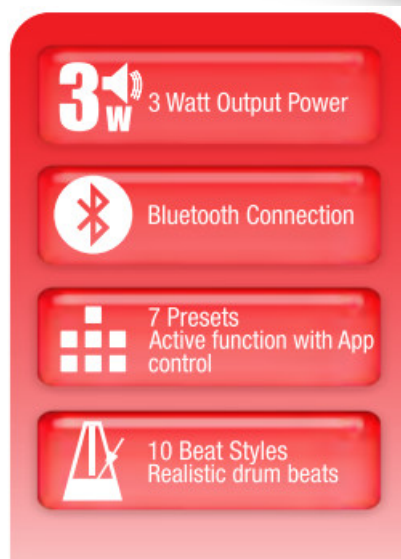 3 W
3 Watt Output Power
Bluetooth Connection
7 Presets
Active function with App
control
10 Beat Styles
Realistic drum beats